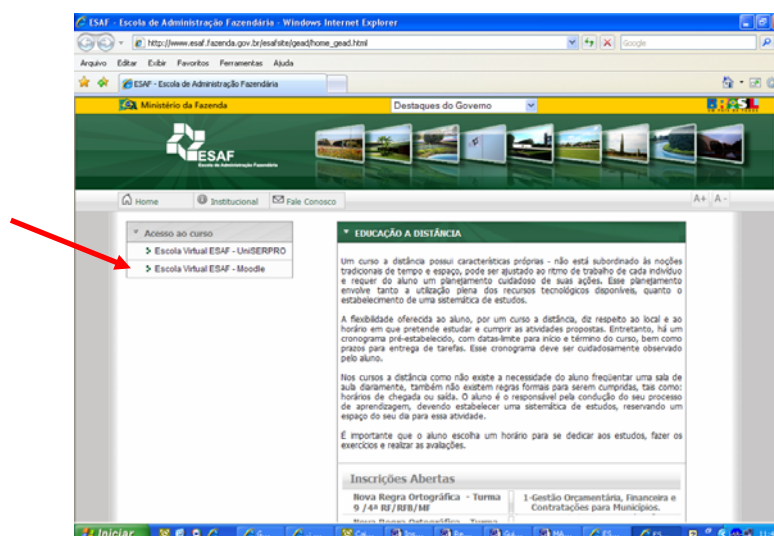 ESAF - Escola de Administração Fazendária - Windows Internet Explorer
http://www.esaf.fazenda.gov.br/esafsite/gead/home_gead.html
Google
Arquivo Editar Exibir Favoritos Ferramentas Ajuda
ESAF - Escola de Administração Fazendária
Ministério da Fazenda
Destaques do Governo
BRASIL
ESAF
Escola de Administração Fazendária
Home
Institucional
Fale Conosco
A+ A-
Acesso ao curso
Escola Virtual ESAF - UniSERPRO
Escola Virtual ESAF - Moodle
EDUCAÇÃO A DISTÂNCIA
Um curso a distância possui características próprias - não está subordinado às noções
tradicionais de tempo e espaço, pode ser ajustado ao ritmo de trabalho de cada indivíduo
e requer do aluno um planejamento cuidadoso de suas ações. Esse planejamento
envolve tanto a utilização plena dos recursos tecnológicos disponíveis, quanto o
estabelecimento de uma sistemática de estudos.
A flexibilidade oferecida ao aluno, por um curso a distância, diz respeito ao local e ao
horário em que pretende estudar e cumprir as atividades propostas. Entretanto, há um
cronograma pré-estabelecido, com datas-limite para início e término do curso, bem como
prazos para entrega de tarefas. Esse cronograma deve ser cuidadosamente observado
pelo aluno.
Nos cursos a distância como não existe a necessidade do aluno freqüentar uma sala de
aula diariamente, também não existem regras formais para serem cumpridas, tais como:
horários de chegada ou saída. O aluno é o responsável pela condução do seu processo
de aprendizagem, devendo estabelecer uma sistemática de estudos, reservando um
espaço do seu dia para essa atividade.
É importante que o aluno escolha um horário para se dedicar aos estudos, fazer os
exercícios e realizar as avaliações.
Inscrições Abertas
Nova Regra Ortográfica - Turma
9 /4ª RF/RFB/MF
1-Gestão Orçamentária, Financeira e
Contratações para Municípios.
Nova Regra Ortográfica - Turma
Iniciar